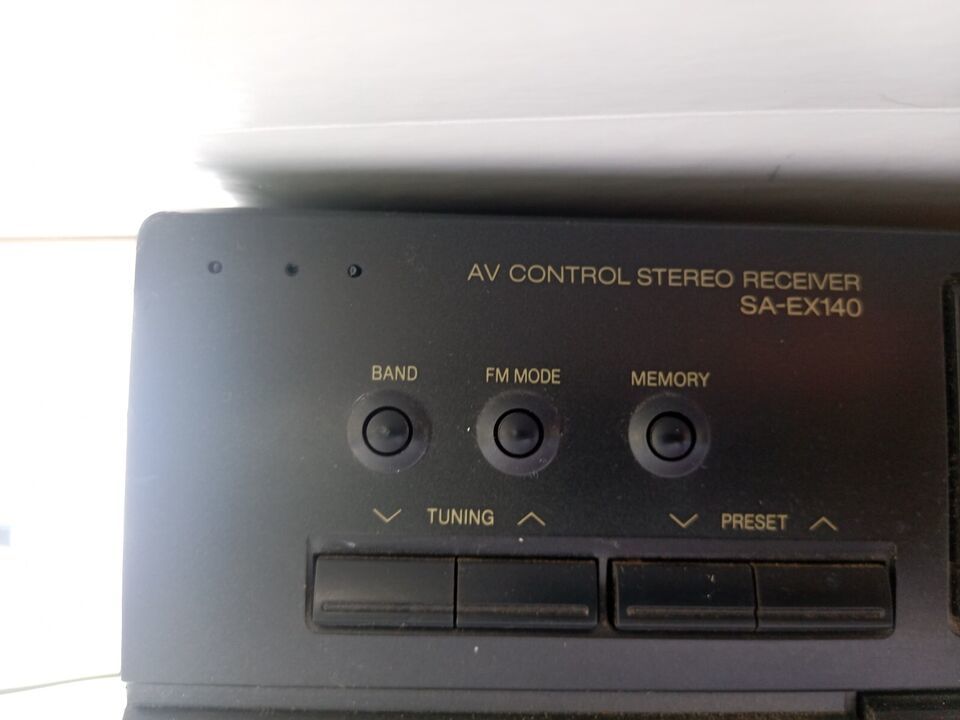 AV CONTROL STEREO RECEIVER
SA-EX140
BAND FM MODE MEMORY
TUNING PRESET